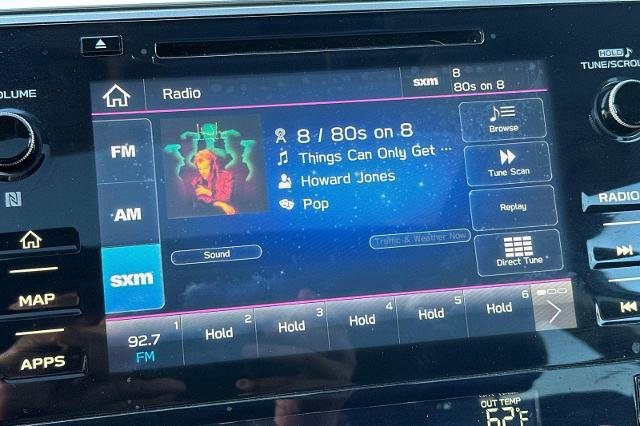 VOLUME
HOLD
TUNE/SCROLL
Radio
sxm
8
80s on 8
FM
AM
sxm
8 / 80s on 8
Things Can Only Get ...
Howard Jones
Pop
Sound
Traffic & Weather Now
Browse
Tune Scan
Replay
Direct Tune
1
92.7
FM
2
Hold
3
Hold
4
Hold
5
Hold
6
Hold
MAP
APPS
RADIO
OUT TEMP
62°F